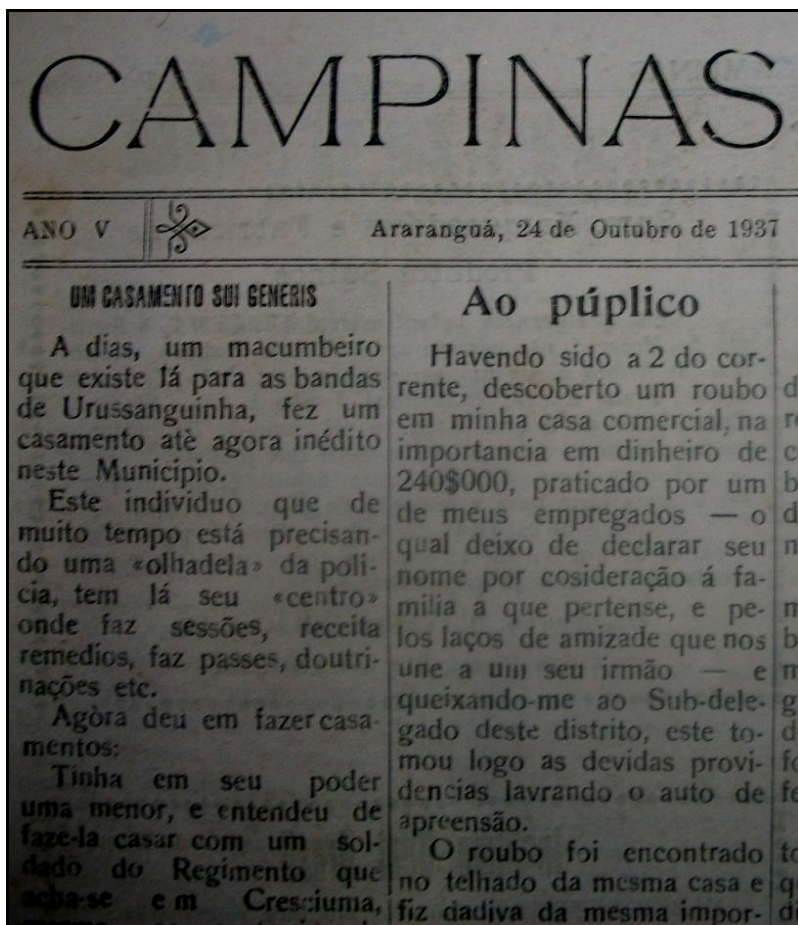 CAMPINAS
ANO V
Araranguá, 24 de Outubro de 1937
UM CASAMENTO SUI GENERIS
A dias, um macumbeiro
que existe lá para as bandas
de Urussanguinha, fez um
casamento atè agora inédito
neste Municipio.
Este individuo que de
muito tempo está precisan-
do uma «olhadela» da poli-
cia, tem lá seu «centro»
onde faz sessões, receita
remedios, faz passes, doutri-
nações etc.
Agòra deu em fazer casa-
mentos:
Tinha em seu poder
uma menor, e entendeu de
faze-la casar com um sol-
dado do Regimento que
acha-se em Cresciuma,
Ao púplico
Havendo sido a 2 do cor-
rente, descoberto um roubo
em minha casa comercial, na
importancia em dinheiro de
240$000, praticado por um
de meus empregados — o
qual deixo de declarar seu
nome por cosideração á fa-
milia a que pertense, e pe-
los laços de amizade que nos
une a um seu irmão — e
queixando-me ao Sub-dele-
gado deste distrito, este to-
mou logo as devidas provi-
dencias lavrando o auto de
apreensão.
O roubo foi encontrado
no telhado da mesma casa e
fiz dadiva da mesma impor-